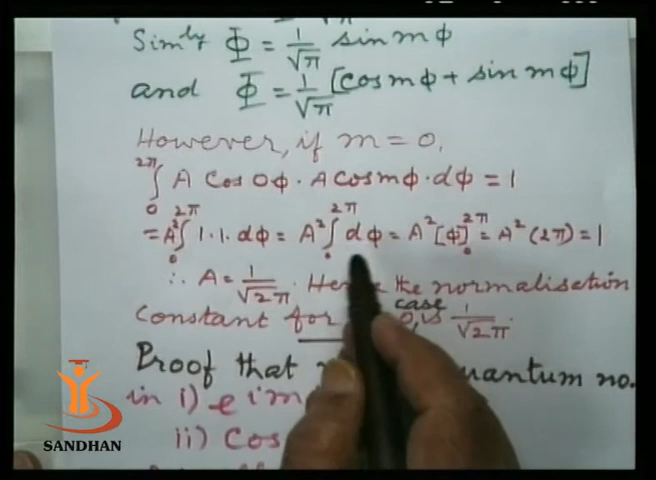 Simly Φ = 1/√π sin mφ
and Φ = 1/√π [cos mφ + sin mφ]
However, if m = 0,
∫₀^2π A Cos 0φ · A cos mφ · dφ = 1
= A² ∫₀^2π 1 · 1 · dφ = A² ∫₀^2π dφ = A² [φ]₀^2π = A² (2π) = 1
∴ A = 1/√2π . the normalisation
Constant for case 0, is 1/√2π .
Proof that quantum no.
in i) e im
ii) Cos
SANDHAN